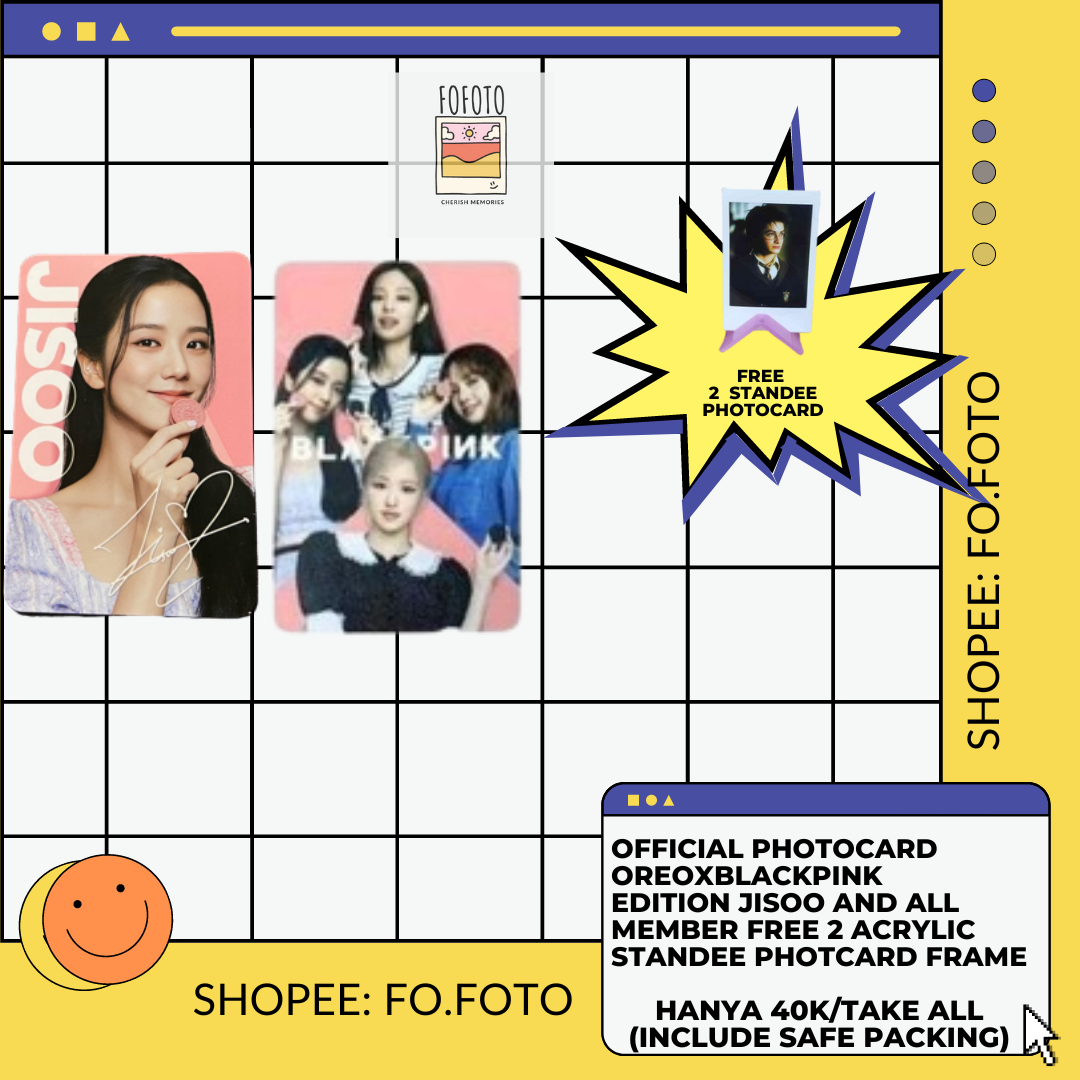 FOFOTO
CHERISH MEMORIES
JISOO
BLACKPIИK
FREE
2 STANDEE
PHOTOCARD
SHOPEE: FO.FOTO
OFFICIAL PHOTOCARD
OREOXBLACKPINK
EDITION JISOO AND ALL
MEMBER FREE 2 ACRYLIC
STANDEE PHOTCARD FRAME
HANYA 40K/TAKE ALL
(INCLUDE SAFE PACKING)
SHOPEE: FO.FOTO